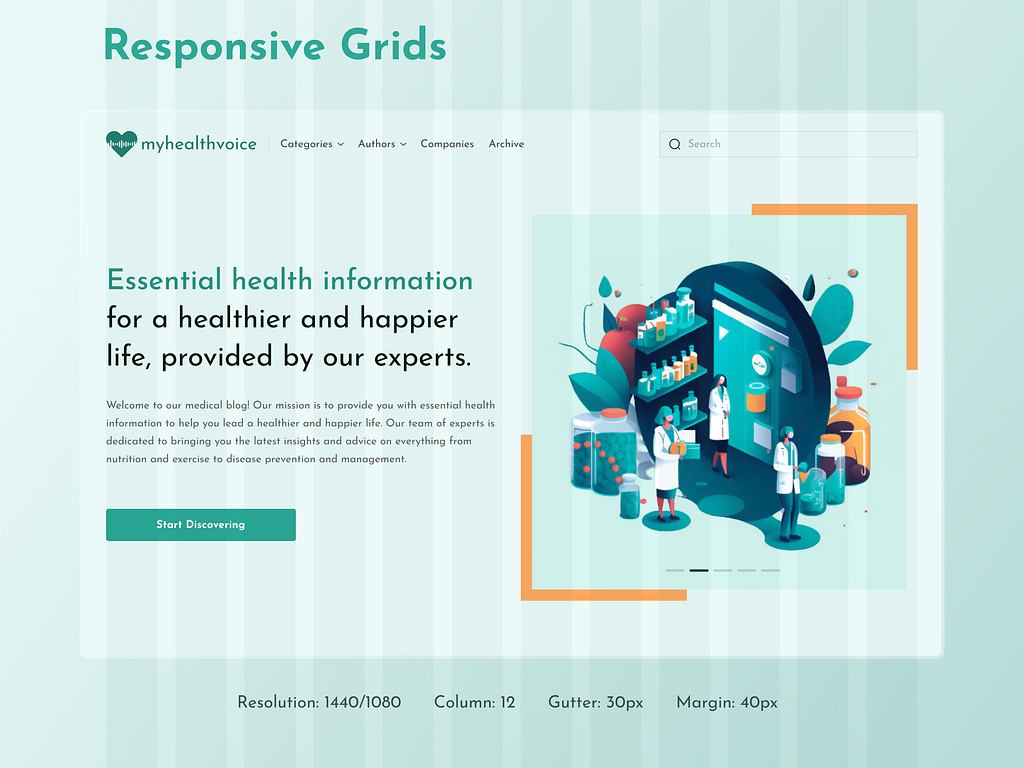 Responsive Grids
myhealthvoice
Categories
Authors
Companies
Archive
Search
Essential health information
for a healthier and happier
life, provided by our experts.
Welcome to our medical blog! Our mission is to provide you with essential health
information to help you lead a healthier and happier life. Our team of experts is
dedicated to bringing you the latest insights and advice on everything from
nutrition and exercise to disease prevention and management.
Start Discovering
Resolution: 1440/1080
Column: 12
Gutter: 30px
Margin: 40px